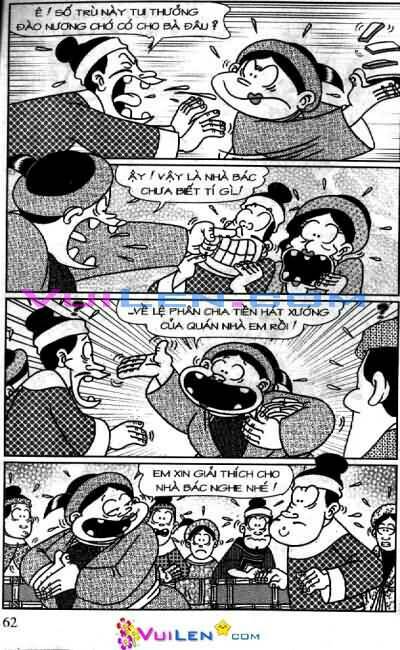 Ê! SỐ TRÙ NÀY TUI THƯỞNG
ĐÀO NƯƠNG CHỚ CÓ CHO BÀ ĐÂU?
ẬY! VẬY LÀ NHÀ BÁC
CHƯA BIẾT TÍ GÌ!
VuiLen.com
...VỀ LỆ PHÂN CHIA TIỀN HÁT XƯỚNG
CỦA QUÁN NHÀ EM RỒI!
?
?
EM XIN GIẢI THÍCH CHO
NHÀ BÁC NGHE NHÉ!
62
VuiLen.com